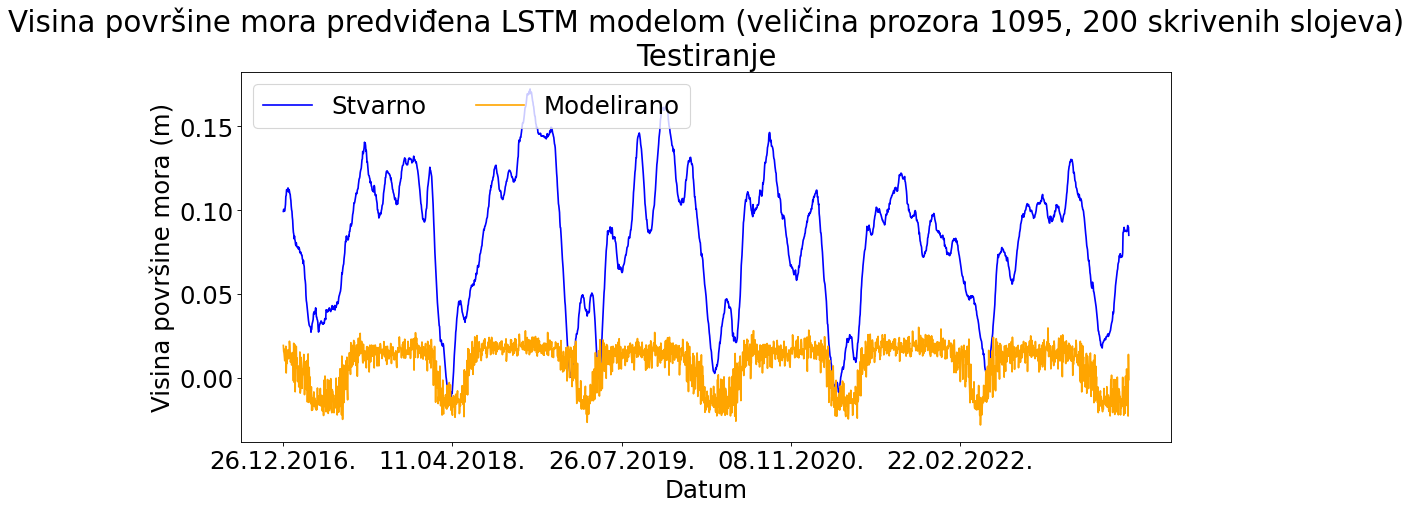 Visina površine mora predviđena LSTM modelom (veličina prozora 1095, 200 skrivenih slojeva)
Testiranje
Stvarno
Modelirano
Visina površine mora (m)
0.15
0.10
0.05
0.00
26.12.2016.
11.04.2018.
26.07.2019.
08.11.2020.
22.02.2022.
Datum